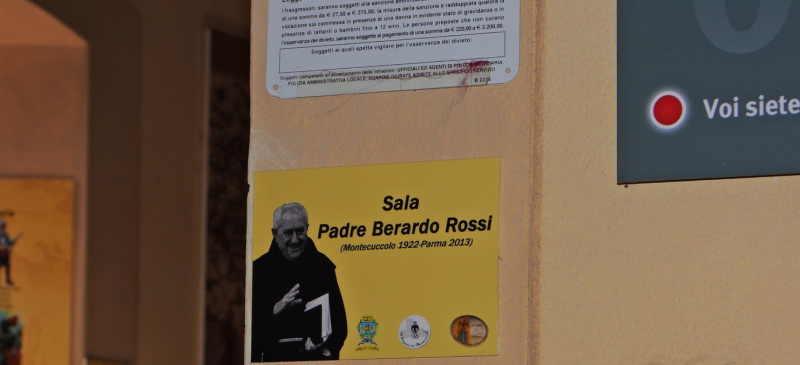 I trasgressori, saranno soggetti alla sanzione amministrativa
di una somma da € 27,50 a € 275,00; la misura della sanzione è raddoppiata qualora la
violazione sia commessa in presenza di una donna in evidente stato di gravidanza o in
presenza di lattanti o bambini fino a 12 anni. Le persone preposte che non curano
l'osservanza del divieto, saranno soggette al pagamento di una somma da € 220,00 a € 2.200,00.
Soggetti ai quali spetta vigilare per l'osservanza del divieto:
Soggetti competenti all'accertamento delle infrazioni: UFFICIALI ED AGENTI DI POLIZIA GIUDIZIARIA,
POLIZIA AMMINISTRATIVA LOCALE, GUARDIE GIURATE ADIBITE ALLO SPECIFICO SERVIZIO
Voi siete
Sala
Padre Berardo Rossi
(Montecuccolo 1922-Parma 2013)